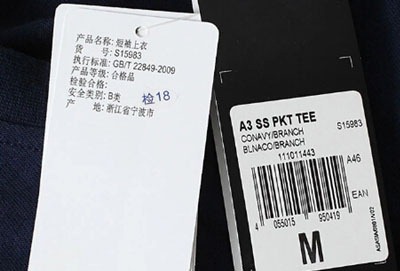 产品名称: 短袖上衣
货 号: S15983
执行标准: GB/T 22849-2009
产品等级: 合格品
检验合格:
检18
安全类别: B类
产 地: 浙江省宁波市
A3 SS PKT TEE
CONAVY/BRANCH
BLNACO/BRANCH
S15983
111011443
A46
EAN
4 055015 950419
M